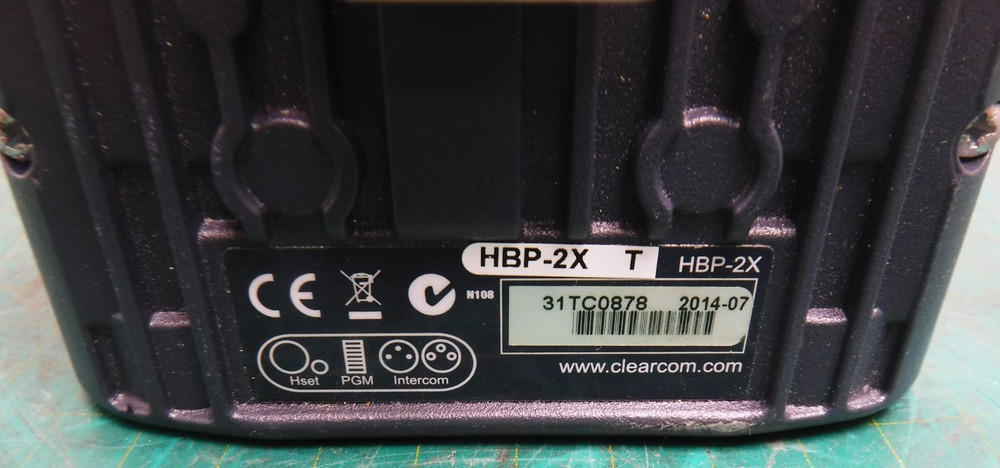 HBP-2X T HBP-2X
CE N108
31TC0878 2014-07
Hset PGM Intercom
www.clearcom.com